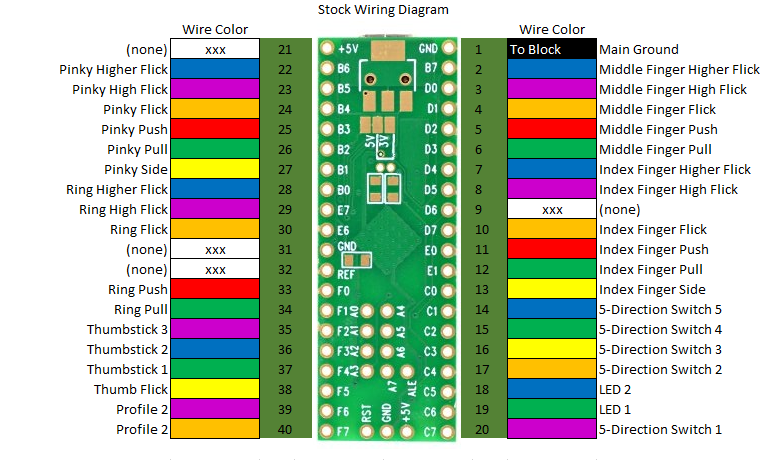 Stock Wiring Diagram
Wire Color Wire Color
(none) xxx 21 +5V GND 1 To Block Main Ground
Pinky Higher Flick 22 B6 B7 2 Middle Finger Higher Flick
Pinky High Flick 23 B5 D0 3 Middle Finger High Flick
Pinky Flick 24 B4 D1 4 Middle Finger Flick
Pinky Push 25 B3 5V 3V D2 5 Middle Finger Push
Pinky Pull 26 B2 D3 6 Middle Finger Pull
Pinky Side 27 B1 D4 7 Index Finger Higher Flick
Ring Higher Flick 28 B0 D5 8 Index Finger High Flick
Ring High Flick 29 E7 D6 9 xxx (none)
Ring Flick 30 E6 D7 10 Index Finger Flick
(none) xxx 31 GND E0 11 Index Finger Push
(none) xxx 32 REF E1 12 Index Finger Pull
Ring Push 33 F0 C0 13 Index Finger Side
Ring Pull 34 F1 A0 A4 C1 14 5-Direction Switch 5
Thumbstick 3 35 F2 A1 A5 C2 15 5-Direction Switch 4
Thumbstick 2 36 F3 A2 A6 C3 16 5-Direction Switch 3
Thumbstick 1 37 F4 A3 C4 17 5-Direction Switch 2
Thumb Flick 38 F5 A7 ALE C5 18 LED 2
Profile 2 39 F6 RST GND +5V C6 19 LED 1
Profile 2 40 F7 C7 20 5-Direction Switch 1